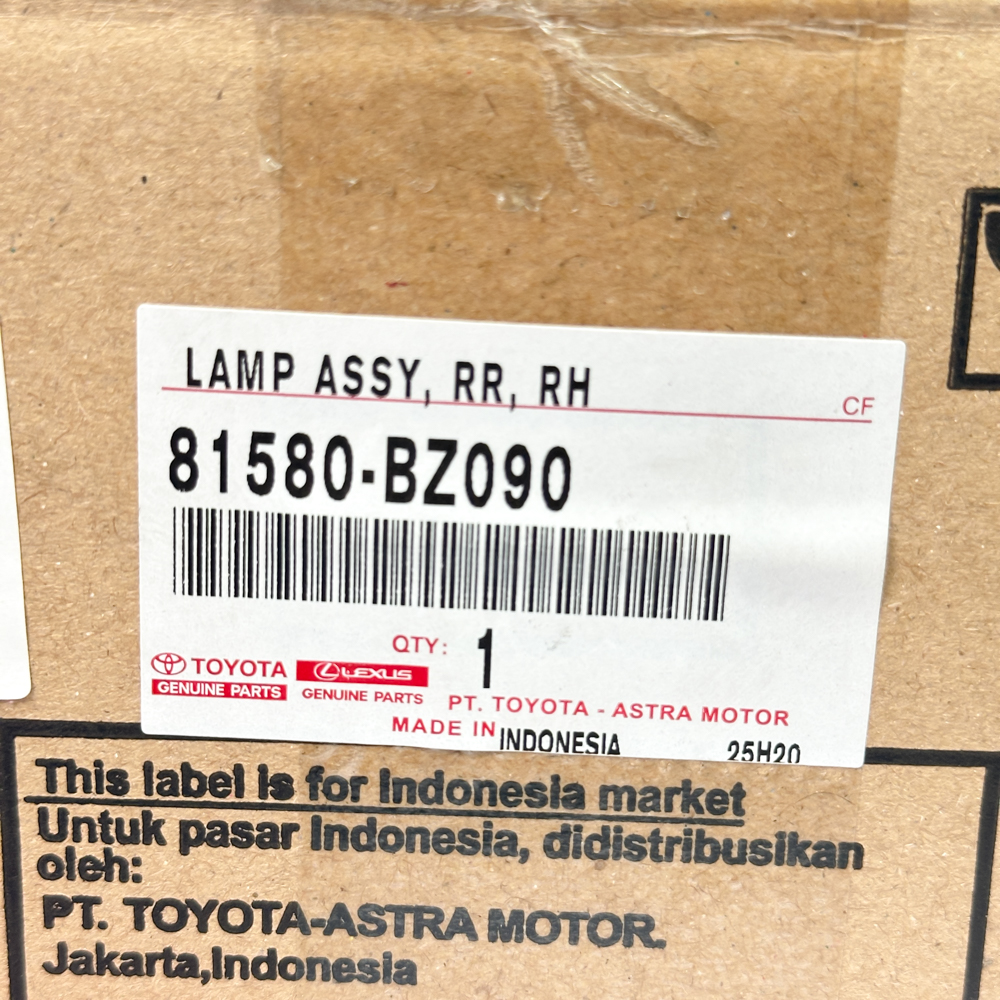 LAMP ASSY, RR, RH
CF
81580-BZ090
QTY: 1
TOYOTA
GENUINE PARTS
LEXUS
GENUINE PARTS
PT. TOYOTA - ASTRA MOTOR
MADE IN INDONESIA
25H20
This label is for Indonesia market
Untuk pasar Indonesia, didistribusikan
oleh:
PT. TOYOTA-ASTRA MOTOR.
Jakarta,Indonesia